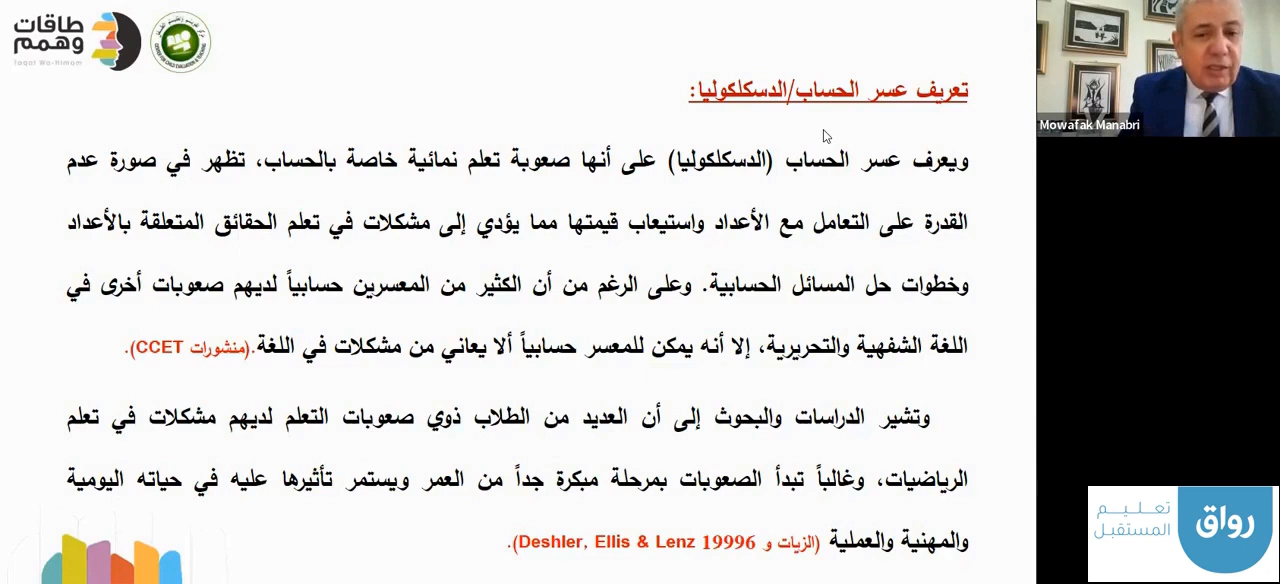 طاقات
وهمم
Taqat Wa-Himam
تعريف عسر الحساب/الدسكلكوليا:
Mowafak Manabri
ويعرف عسر الحساب (الدسكلكوليا) على أنها صعوبة تعلم نمائية خاصة بالحساب، تظهر في صورة عدم
القدرة على التعامل مع الأعداد واستيعاب قيمتها مما يؤدي إلى مشكلات في تعلم الحقائق المتعلقة بالأعداد
وخطوات حل المسائل الحسابية. وعلى الرغم من أن الكثير من المعسرين حسابياً لديهم صعوبات أخرى في
اللغة الشفهية والتحريرية، إلا أنه يمكن للمعسر حسابياً ألا يعاني من مشكلات في اللغة.(منشورات CCET).
وتشير الدراسات والبحوث إلى أن العديد من الطلاب ذوي صعوبات التعلم لديهم مشكلات في تعلم
الرياضيات، وغالباً تبدأ الصعوبات بمرحلة مبكرة جداً من العمر ويستمر تأثيرها عليه في حياته اليومية
والمهنية والعملية (الزيات و Deshler, Ellis & Lenz 19996).
رواق
تعليم
المستقبل